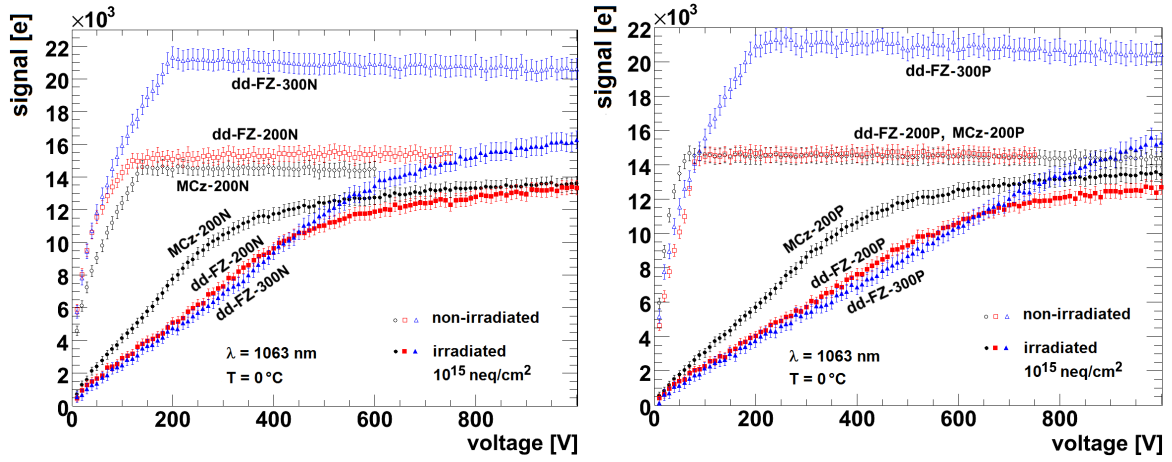 ×10³
signal [e]
22
20
18
16
14
12
10
8
6
4
2
0
dd-FZ-300N
dd-FZ-200N
MCz-200N
MCz-200N
dd-FZ-200N
dd-FZ-300N
non-irradiated
irradiated
10¹⁵ neq/cm²
λ = 1063 nm
T = 0 °C
0 200 400 600 800
voltage [V]
×10³
signal [e]
22
20
18
16
14
12
10
8
6
4
2
0
dd-FZ-300P
dd-FZ-200P, MCz-200P
MCz-200P
dd-FZ-200P
dd-FZ-300P
non-irradiated
irradiated
10¹⁵ neq/cm²
λ = 1063 nm
T = 0 °C
0 200 400 600 800
voltage [V]